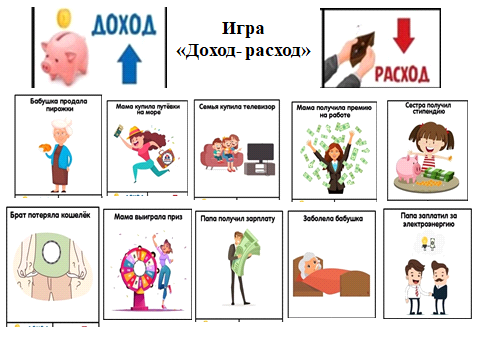 ДОХОД
Игра
«Доход- расход»
РАСХОД
Бабушка продала
пирожки
Мама купила путёвки
на море
Семья купила телевизор
Мама получила премию
на работе
Сестра получил
стипендию
Брат потеряло кошелёк
Мама выиграла приз
Папа получил зарплату
Заболела бабушка
Папа заплатил за
электроэнергию